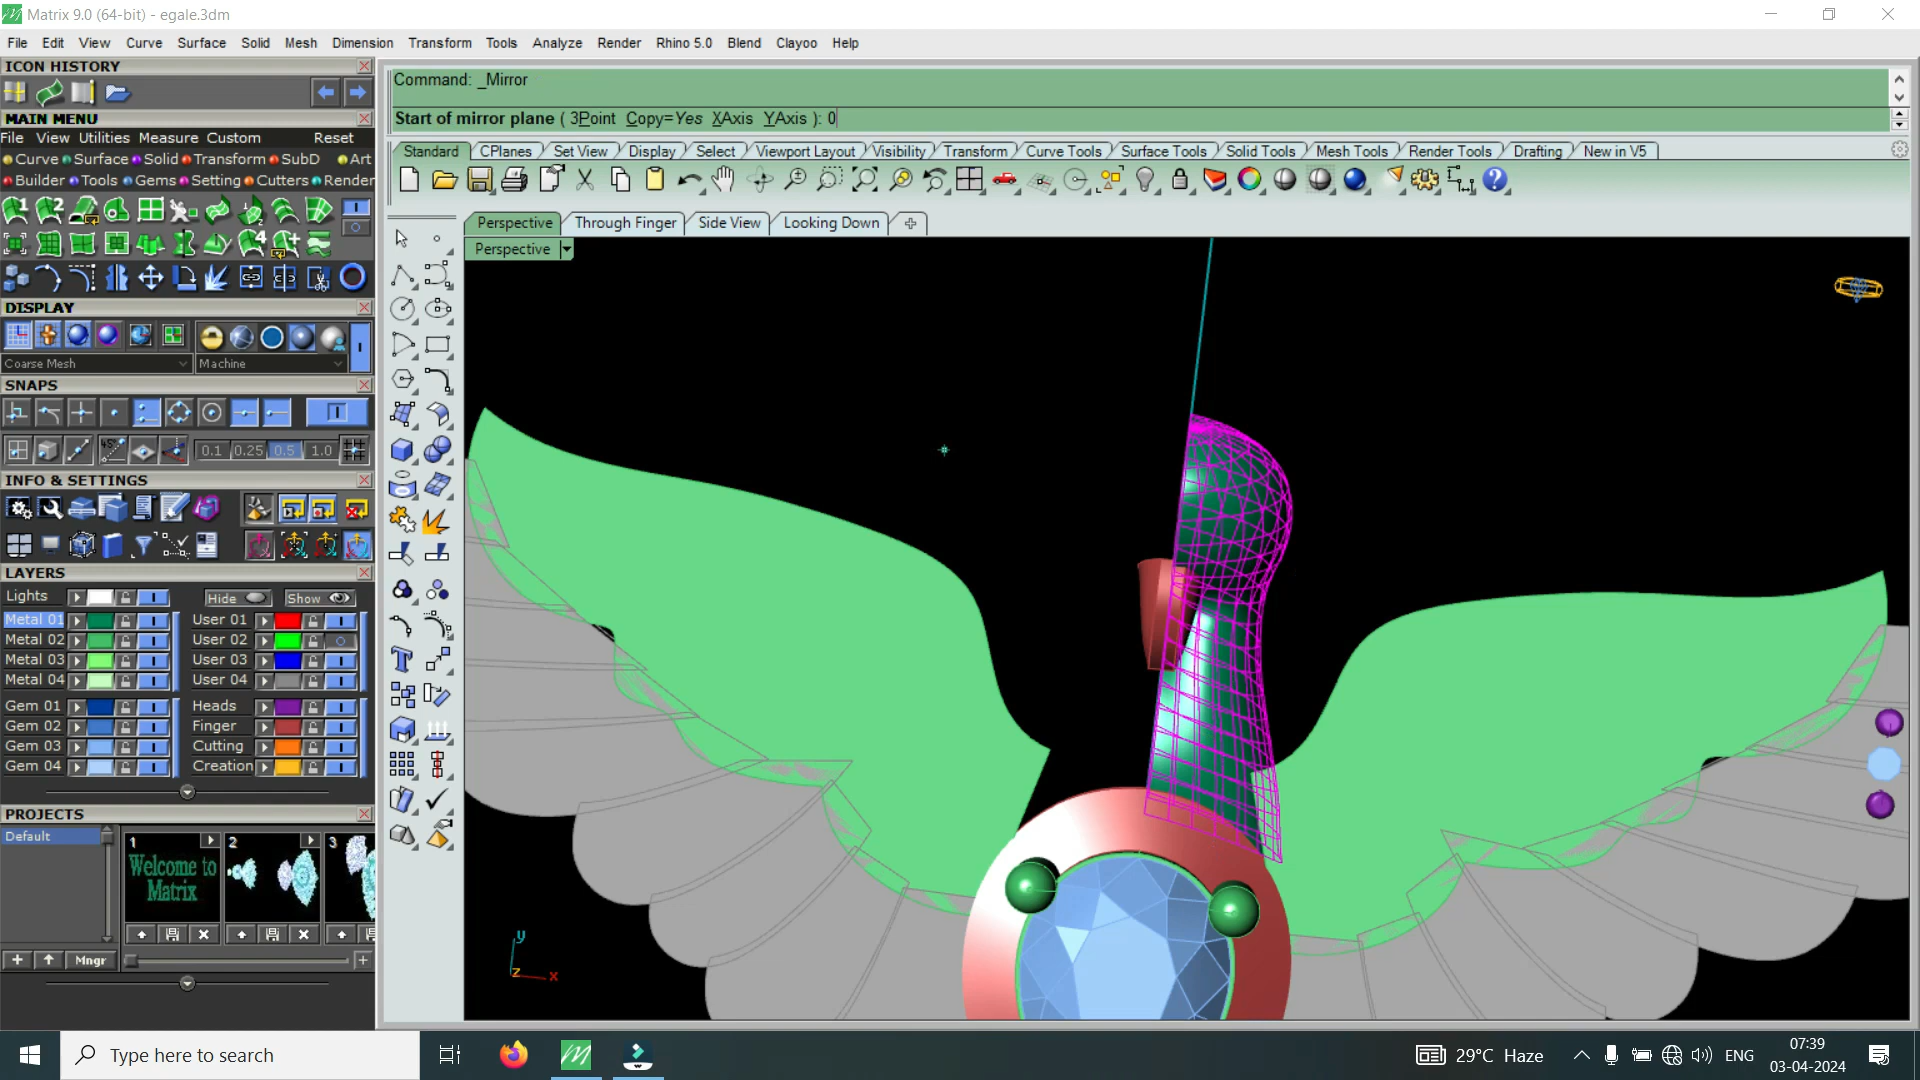 Matrix 9.0 (64-bit) - egale.3dm
File Edit View Curve Surface Solid Mesh Dimension Transform Tools Analyze Render Rhino 5.0 Blend Clayoo Help
ICON HISTORY
Command: _Mirror
Start of mirror plane ( 3Point Copy=Yes XAxis YAxis ): 0
MAIN MENU
File View Utilities Measure Custom Reset
Curve Surface Solid Transform SubD Art
Builder Tools Gems Setting Cutters Render
Standard CPlanes Set View Display Select Viewport Layout Visibility Transform Curve Tools Surface Tools Solid Tools Mesh Tools Render Tools Drafting New in V5
Perspective Through Finger Side View Looking Down
Perspective
DISPLAY
Coarse Mesh Machine
SNAPS
0.1 0.25 0.5 1.0
INFO & SETTINGS
LAYERS
Lights Hide Show
Metal 01 User 01
Metal 02 User 02
Metal 03 User 03
Metal 04 User 04
Gem 01 Heads
Gem 02 Finger
Gem 03 Cutting
Gem 04 Creation
PROJECTS
Default
1 2 3
Welcome to
Matrix
Mngr
y
z x
Type here to search
29°C Haze
ENG
07:39
03-04-2024